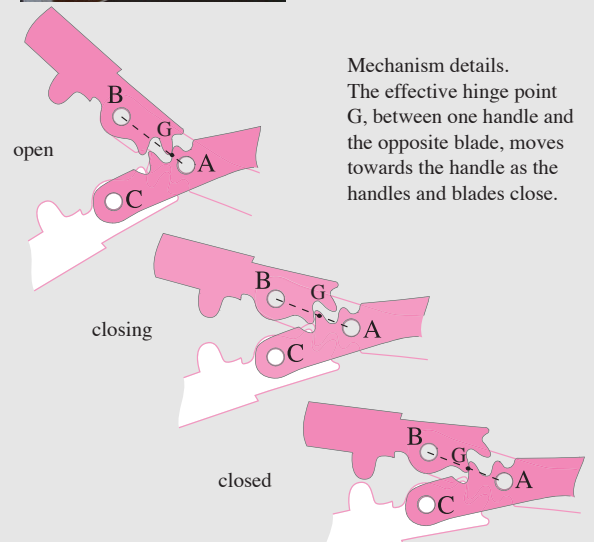 Mechanism details.
The effective hinge point
G, between one handle and
the opposite blade, moves
towards the handle as the
handles and blades close.
B
G
open
A
C
B
G
closing
A
C
B
G
closed
A
C